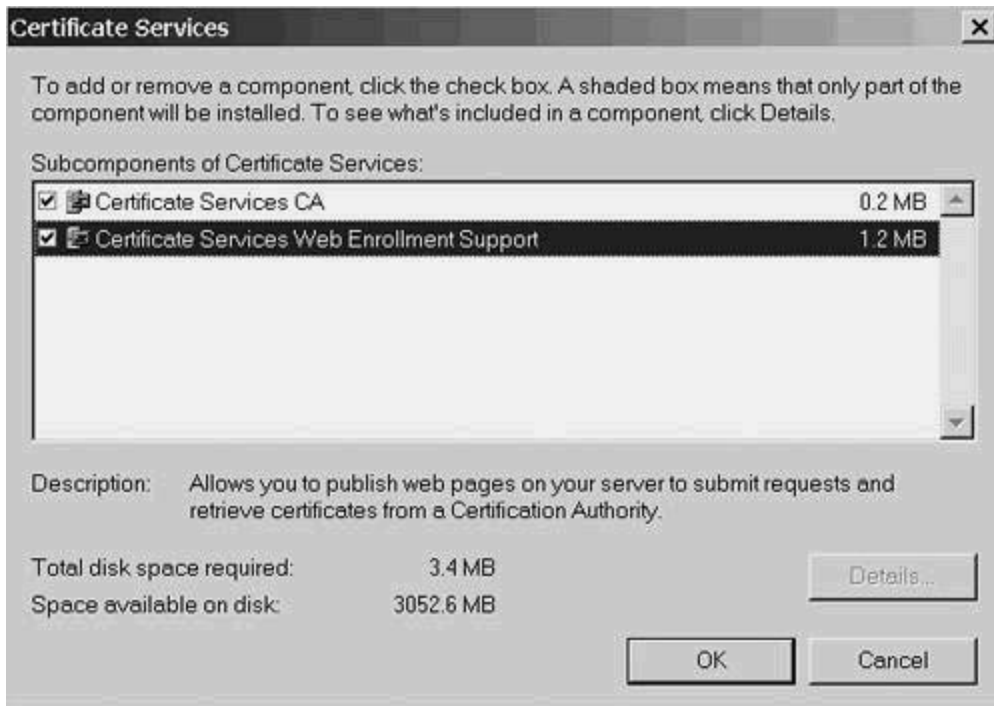 Certificate Services
To add or remove a component, click the check box. A shaded box means that only part of the
component will be installed. To see what's included in a component, click Details.
Subcomponents of Certificate Services:
Certificate Services CA 0.2 MB
Certificate Services Web Enrollment Support 1.2 MB
Description: Allows you to publish web pages on your server to submit requests and
retrieve certificates from a Certification Authority.
Total disk space required: 3.4 MB
Space available on disk: 3052.6 MB
Details...
OK Cancel